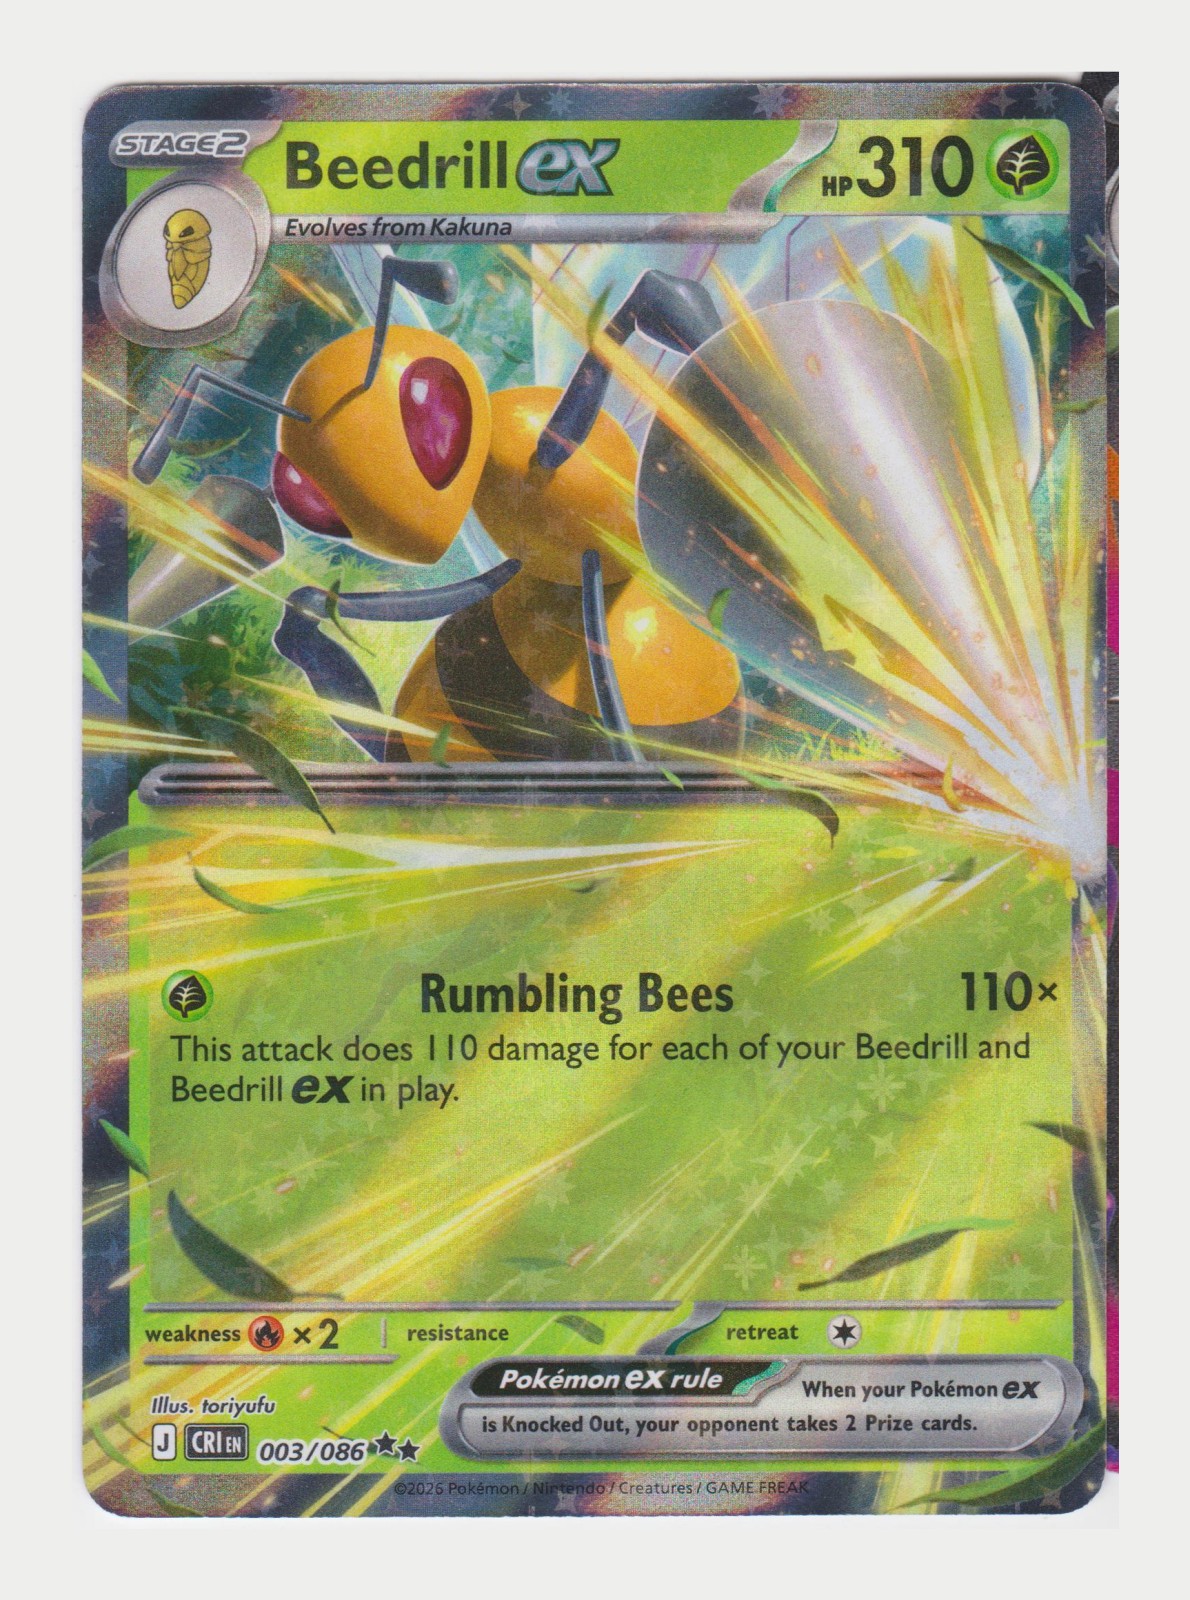 STAGE2
Beedrill ex
HP 310
Evolves from Kakuna
Rumbling Bees 110×
This attack does 110 damage for each of your Beedrill and
Beedrill ex in play.
weakness ×2 resistance retreat
Pokémon ex rule
When your Pokémon ex
is Knocked Out, your opponent takes 2 Prize cards.
Illus. toriyufu
J CRI EN 003/086
©2026 Pokémon / Nintendo / Creatures / GAME FREAK